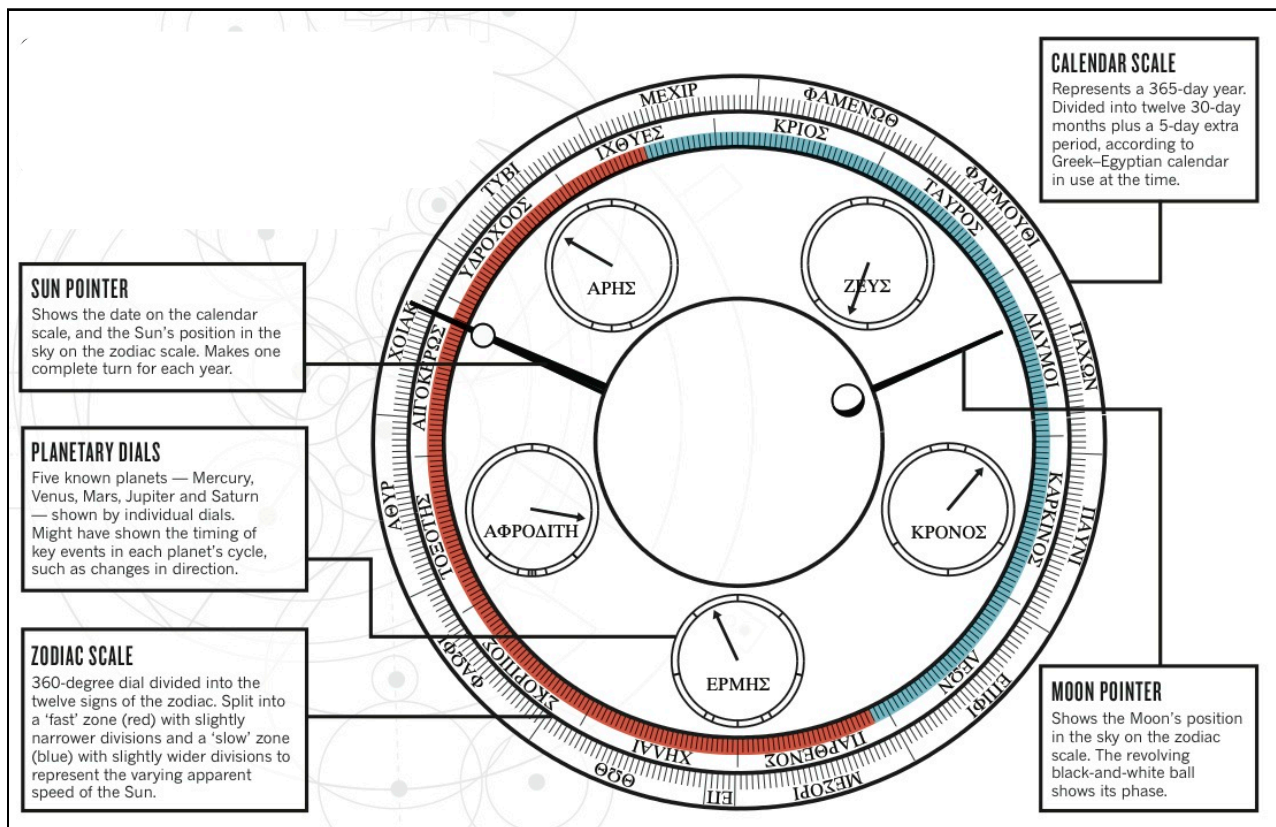 CALENDAR SCALE
Represents a 365-day year.
Divided into twelve 30-day
months plus a 5-day extra
period, according to
Greek–Egyptian calendar
in use at the time.
SUN POINTER
Shows the date on the calendar
scale, and the Sun’s position in the
sky on the zodiac scale. Makes one
complete turn for each year.
PLANETARY DIALS
Five known planets — Mercury,
Venus, Mars, Jupiter and Saturn
— shown by individual dials.
Might have shown the timing of
key events in each planet’s cycle,
such as changes in direction.
ZODIAC SCALE
360-degree dial divided into the
twelve signs of the zodiac. Split into
a ‘fast’ zone (red) with slightly
narrower divisions and a ‘slow’ zone
(blue) with slightly wider divisions to
represent the varying apparent
speed of the Sun.
MOON POINTER
Shows the Moon’s position
in the sky on the zodiac
scale. The revolving
black-and-white ball
shows its phase.
ΜΕΧΙΡ
ΦΑΜΕΝΩΘ
ΦΑΡΜΟΥΘΙ
ΠΑΧΩΝ
ΠΑΥΝΙ
ΕΠΙΦΙ
ΜΕΣΟΡΙ
ΕΠ
ΘΩΘ
ΦΑΩΦΙ
ΑΘΥΡ
ΧΟΙΑΚ
ΤΥΒΙ
ΚΡΙΟΣ
ΤΑΥΡΟΣ
ΔΙΔΥΜΟΙ
ΚΑΡΚΙΝΟΣ
ΛΕΩΝ
ΠΑΡΘΕΝΟΣ
ΧΗΛΑΙ
ΣΚΟΡΠΙΟΣ
ΤΟΞΟΤΗΣ
ΑΙΓΟΚΕΡΩΣ
ΥΔΡΟΧΟΟΣ
ΙΧΘΥΕΣ
ΑΡΗΣ
ΖΕΥΣ
ΑΦΡΟΔΙΤΗ
ΚΡΟΝΟΣ
ΕΡΜΗΣ